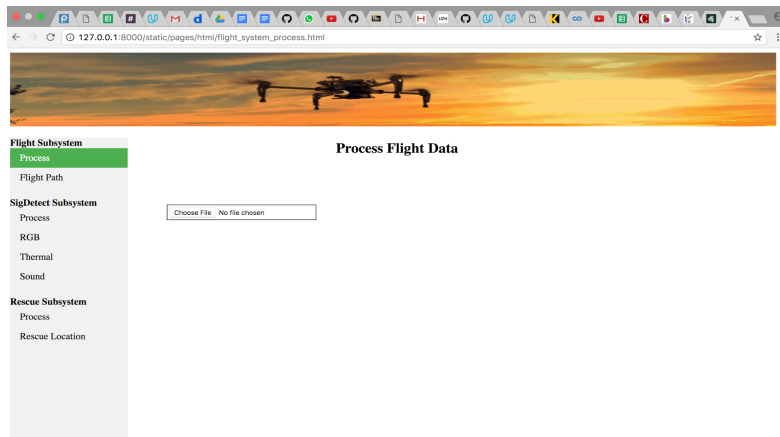 127.0.0.1:8000/static/pages/html/flight_system_process.html
Flight Subsystem
Process
Flight Path
SigDetect Subsystem
Process
RGB
Thermal
Sound
Rescue Subsystem
Process
Rescue Location
Process Flight Data
Choose File No file chosen